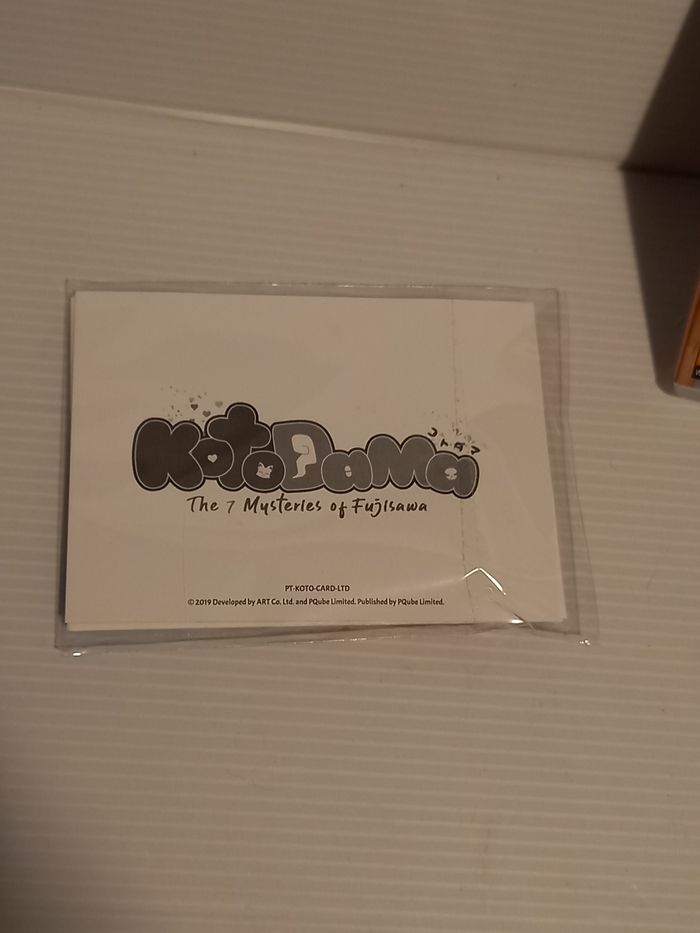 KotoDama
コトダマ
The 7 Mysteries of Fujisawa
PT-KOTO-CARD-LTD
© 2019 Developed by ART Co. Ltd. and PQube Limited. Published by PQube Limited.